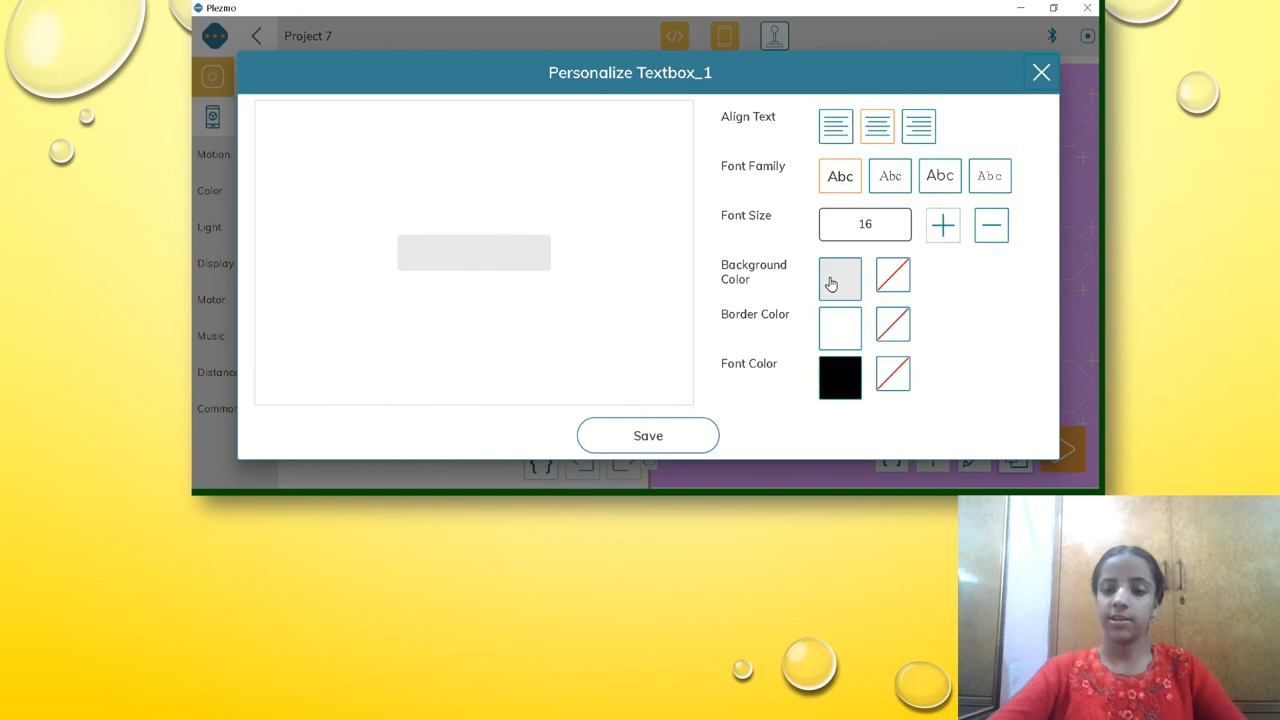 Plezmo
Project 7
Personalize Textbox_1
Motion
Color
Light
Display
Motor
Music
Distance
Common
Align Text
Font Family
Abc Abc Abc Abc
Font Size
16
Background
Color
Border Color
Font Color
Save